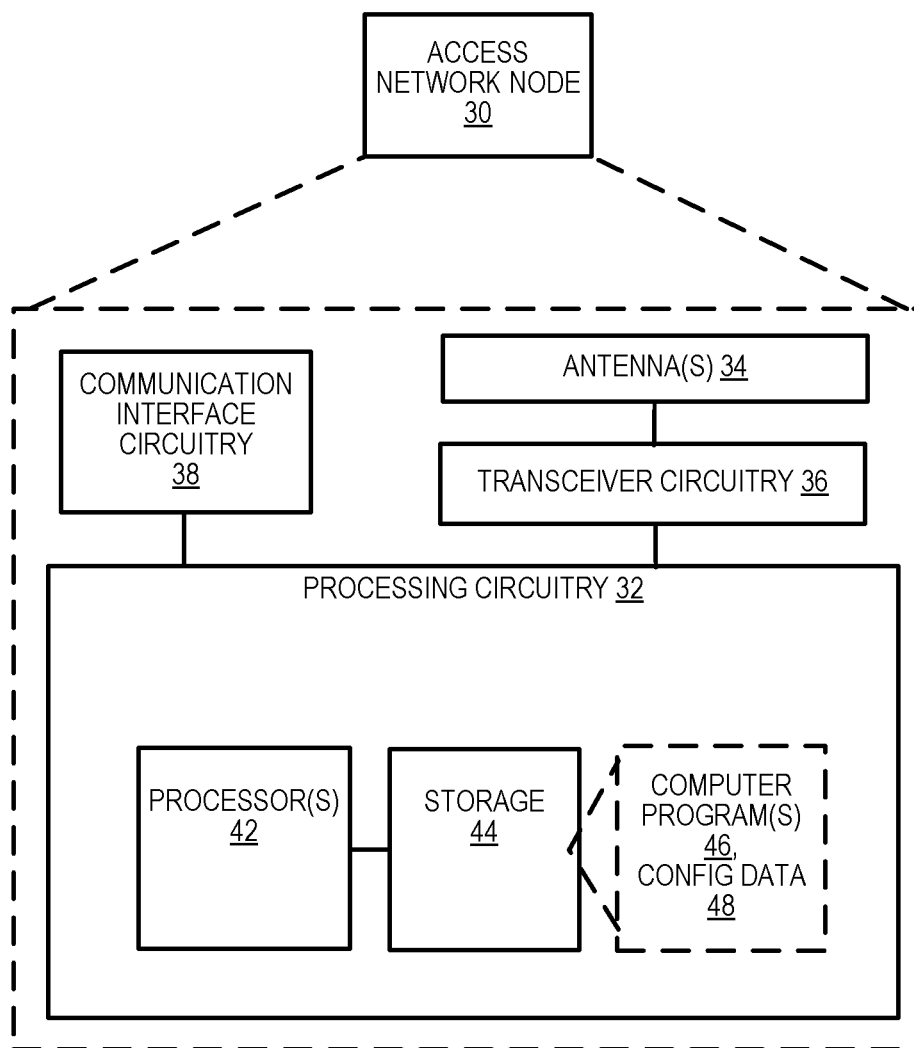 ACCESS
NETWORK NODE
30
COMMUNICATION
INTERFACE
CIRCUITRY
38
ANTENNA(S) 34
TRANSCEIVER CIRCUITRY 36
PROCESSING CIRCUITRY 32
PROCESSOR(S)
42
STORAGE
44
COMPUTER
PROGRAM(S)
46,
CONFIG DATA
48